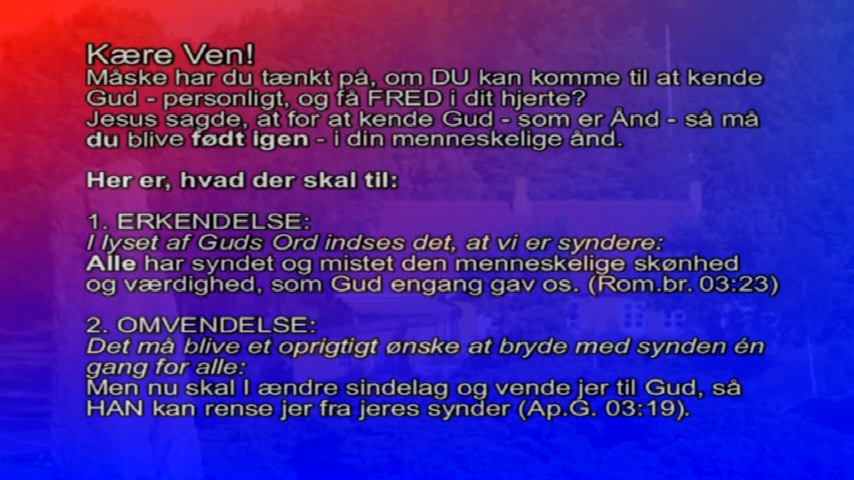 Kære Ven!
Måske har du tænkt på, om DU kan komme til at kende
Gud - personligt, og få FRED i dit hjerte?
Jesus sagde, at for at kende Gud - som er Ånd - så må
du blive født igen - i din menneskelige ånd.
Her er, hvad der skal til:
1. ERKENDELSE:
I lyset af Guds Ord indses det, at vi er syndere:
Alle har syndet og mistet den menneskelige skønhed
og værdighed, som Gud engang gav os. (Rom.br. 03:23)
2. OMVENDELSE:
Det må blive et oprigtigt ønske at bryde med synden én
gang for alle:
Men nu skal I ændre sindelag og vende jer til Gud, så
HAN kan rense jer fra jeres synder (Ap.G. 03:19).